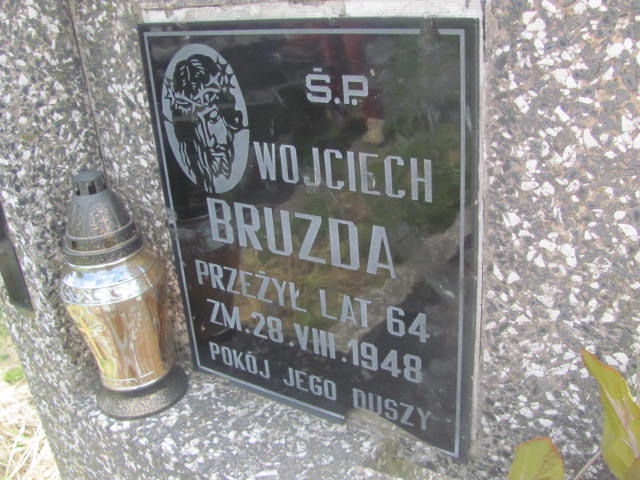 Ś.P.
WOJCIECH
BRUZDA
PRZEŻYŁ LAT 64
ZM. 28. VIII. 1948
POKÓJ JEGO DUSZY